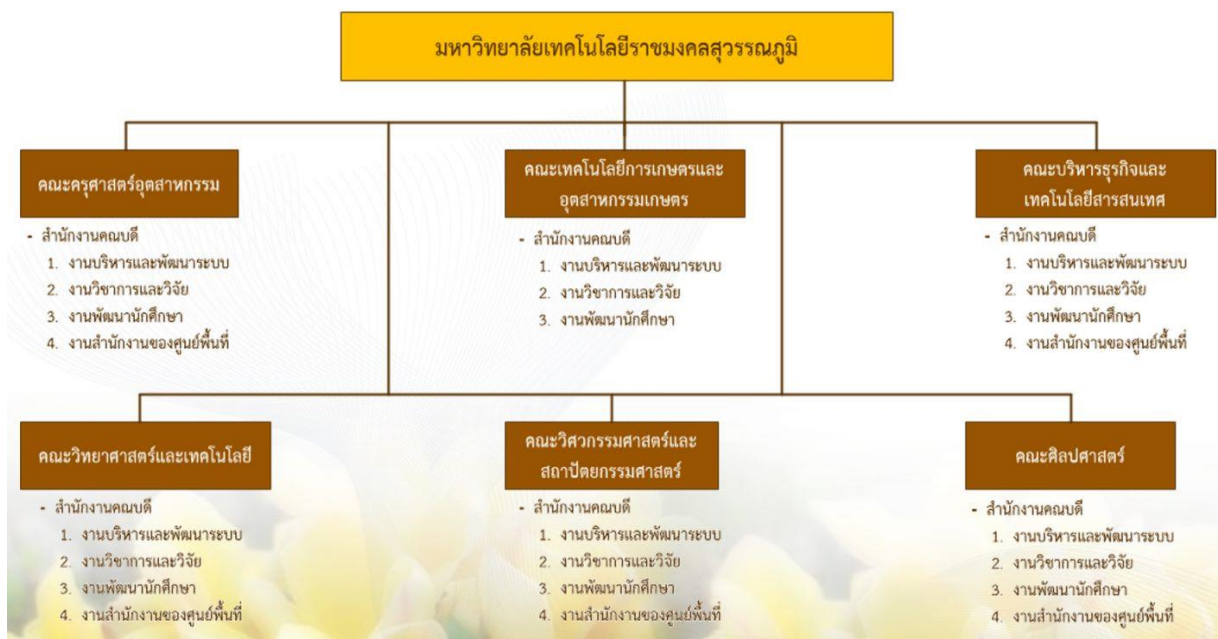 มหาวิทยาลัยเทคโนโลยีราชมงคลสุวรรณภูมิ
คณะครุศาสตร์อุตสาหกรรม
- สำนักงานคณบดี
1. งานบริหารและพัฒนาระบบ
2. งานวิชาการและวิจัย
3. งานพัฒนานักศึกษา
4. งานสำนักงานของศูนย์พื้นที่
คณะเทคโนโลยีการเกษตรและ
อุตสาหกรรมเกษตร
- สำนักงานคณบดี
1. งานบริหารและพัฒนาระบบ
2. งานวิชาการและวิจัย
3. งานพัฒนานักศึกษา
คณะบริหารธุรกิจและ
เทคโนโลยีสารสนเทศ
- สำนักงานคณบดี
1. งานบริหารและพัฒนาระบบ
2. งานวิชาการและวิจัย
3. งานพัฒนานักศึกษา
4. งานสำนักงานของศูนย์พื้นที่
คณะวิทยาศาสตร์และเทคโนโลยี
- สำนักงานคณบดี
1. งานบริหารและพัฒนาระบบ
2. งานวิชาการและวิจัย
3. งานพัฒนานักศึกษา
4. งานสำนักงานของศูนย์พื้นที่
คณะวิศวกรรมศาสตร์และ
สถาปัตยกรรมศาสตร์
- สำนักงานคณบดี
1. งานบริหารและพัฒนาระบบ
2. งานวิชาการและวิจัย
3. งานพัฒนานักศึกษา
4. งานสำนักงานของศูนย์พื้นที่
คณะศิลปศาสตร์
- สำนักงานคณบดี
1. งานบริหารและพัฒนาระบบ
2. งานวิชาการและวิจัย
3. งานพัฒนานักศึกษา
4. งานสำนักงานของศูนย์พื้นที่